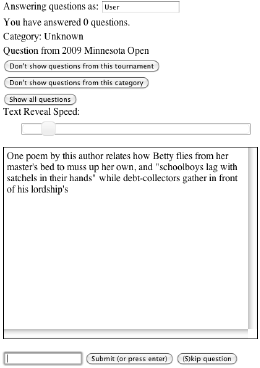 Answering questions as: User
You have answered 0 questions.
Category: Unknown
Question from 2009 Minnesota Open
Don't show questions from this tournament
Don't show questions from this category
Show all questions
Text Reveal Speed:
One poem by this author relates how Betty flies from her
master's bed to muss up her own, and "schoolboys lag with
satchels in their hands" while debt-collectors gather in front
of his lordship's
Submit (or press enter) (S)kip question